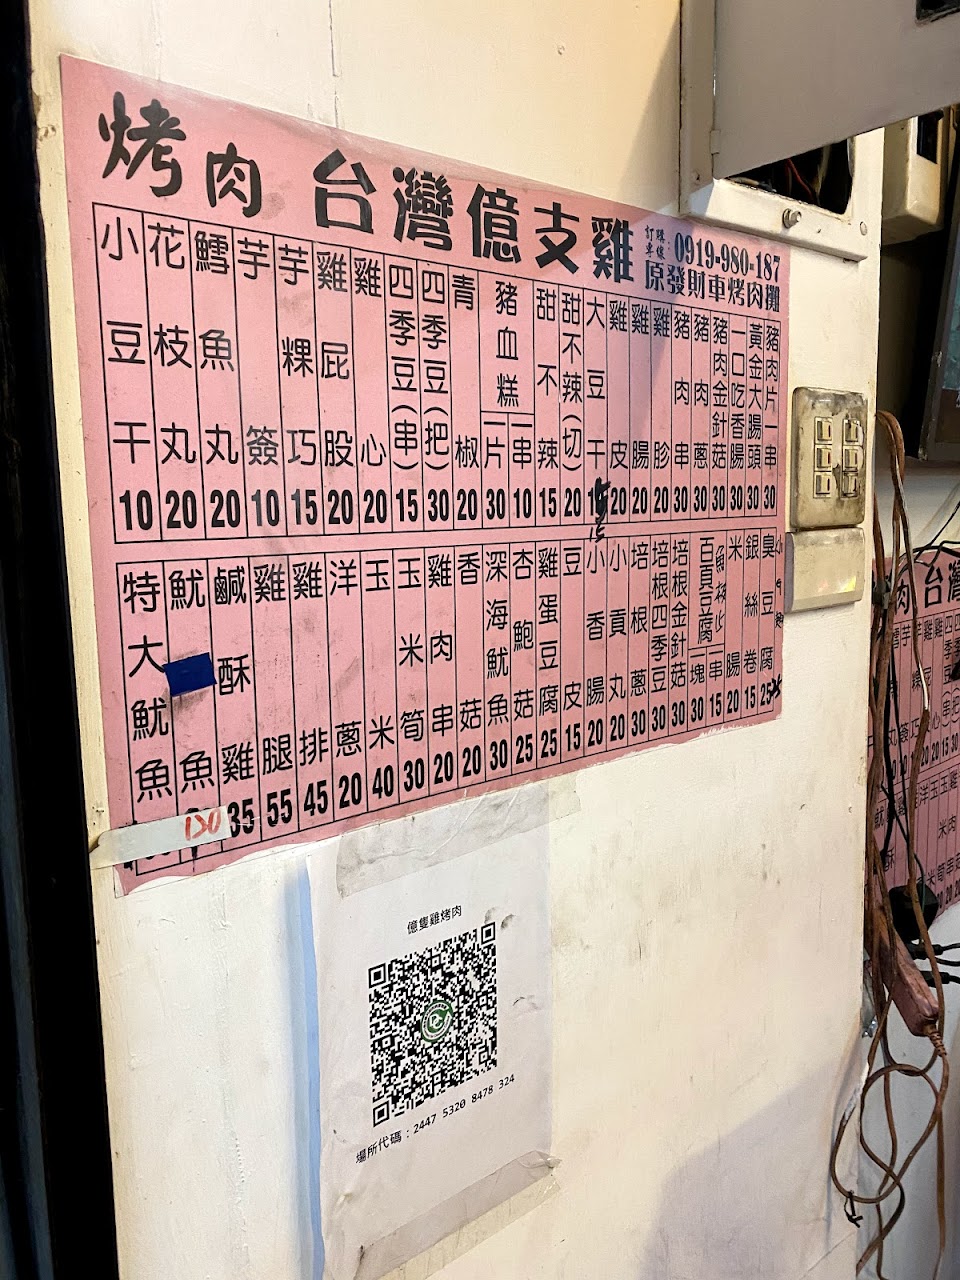 烤肉 台灣億支雞
訂購專線:0919-980-187
原發財車烤肉攤
小豆干 10
花枝丸 20
鱈魚丸 20
芋簽 10
芋粿巧 15
雞屁股 20
雞心 20
四季豆(串) 15
四季豆(把) 30
青椒 20
豬血糕
一片 30
一串 10
甜不辣 15
甜不辣(切) 20
大豆干 15
雞皮 20
雞腸 20
雞胗 20
豬肉串 30
豬肉蔥 30
豬肉金針菇 30
一口吃香腸 30
黃金大腸頭 30
豬肉片一串 30
特大魷魚 150
魷魚
鹹酥雞 35
雞腿 55
雞排 45
洋蔥 20
玉米 40
玉米筍 30
雞肉串 20
香菇 20
深海魷魚 30
杏鮑菇 25
雞蛋豆腐 25
豆皮 15
小香腸 20
小貢丸 20
培根蔥 30
培根四季豆 30
培根金針菇 30
百頁豆腐
一塊 30
一串 15
米腸 20
銀絲卷 15
臭豆腐 25
億隻雞烤肉
場所代碼：2447 5320 8478 324
肉 台灣